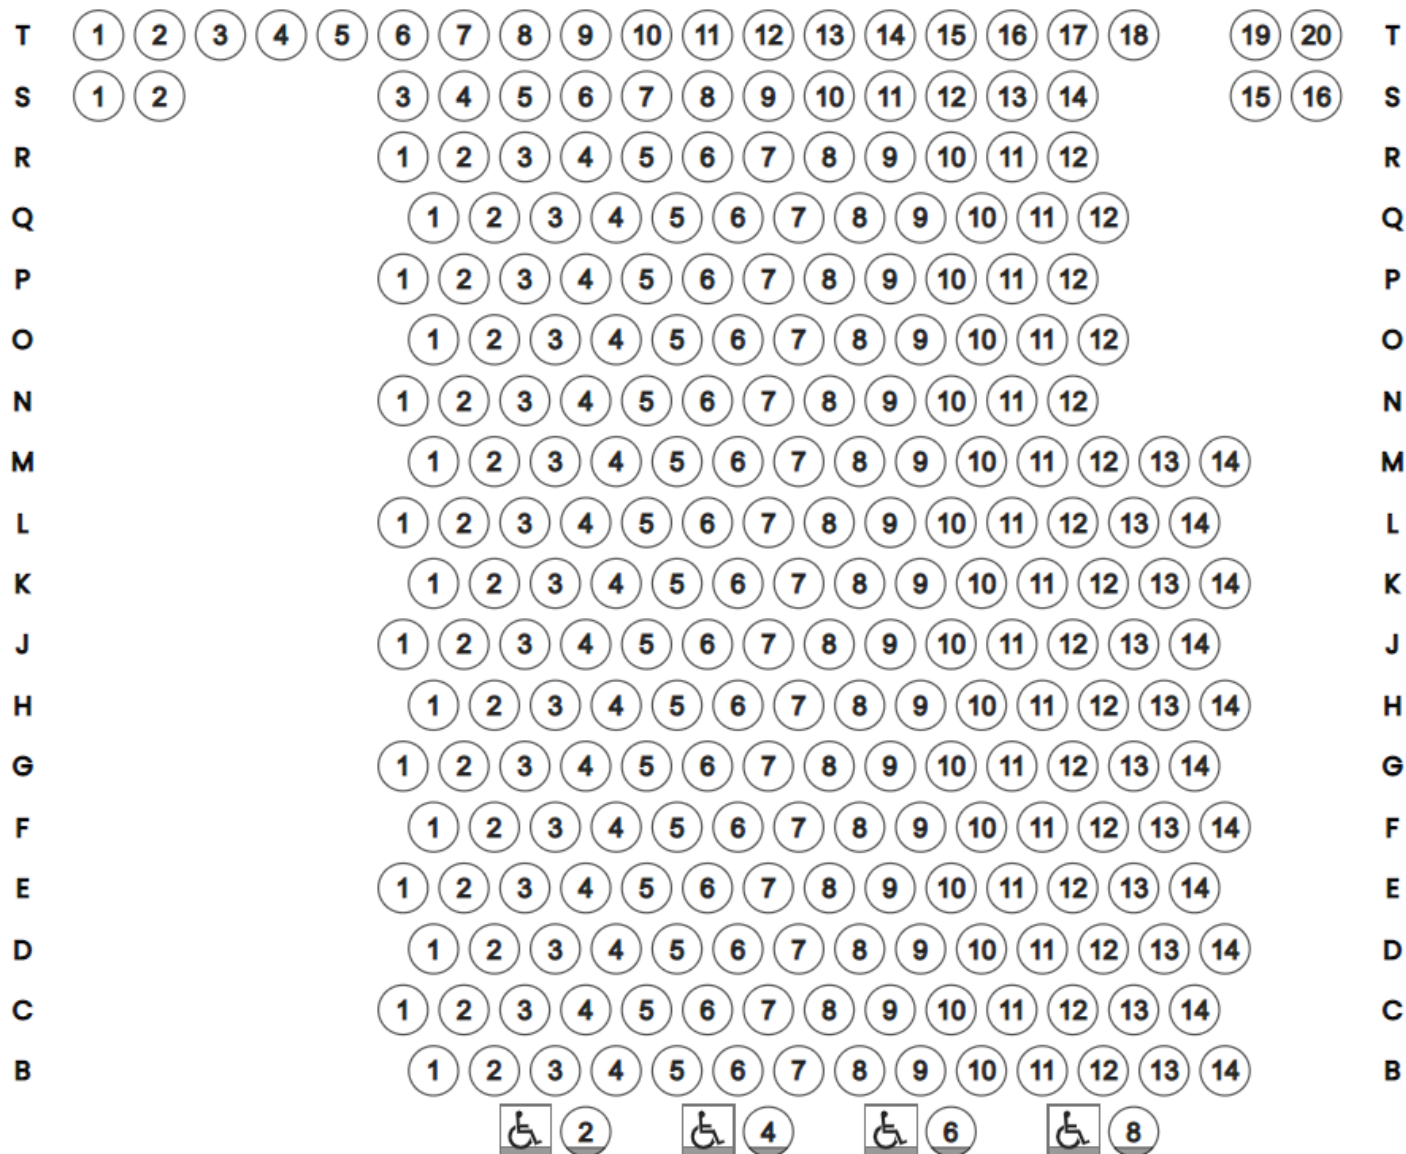 T 1 2 3 4 5 6 7 8 9 10 11 12 13 14 15 16 17 18 19 20 T
S 1 2 3 4 5 6 7 8 9 10 11 12 13 14 15 16 S
R 1 2 3 4 5 6 7 8 9 10 11 12 R
Q 1 2 3 4 5 6 7 8 9 10 11 12 Q
P 1 2 3 4 5 6 7 8 9 10 11 12 P
O 1 2 3 4 5 6 7 8 9 10 11 12 O
N 1 2 3 4 5 6 7 8 9 10 11 12 N
M 1 2 3 4 5 6 7 8 9 10 11 12 13 14 M
L 1 2 3 4 5 6 7 8 9 10 11 12 13 14 L
K 1 2 3 4 5 6 7 8 9 10 11 12 13 14 K
J 1 2 3 4 5 6 7 8 9 10 11 12 13 14 J
H 1 2 3 4 5 6 7 8 9 10 11 12 13 14 H
G 1 2 3 4 5 6 7 8 9 10 11 12 13 14 G
F 1 2 3 4 5 6 7 8 9 10 11 12 13 14 F
E 1 2 3 4 5 6 7 8 9 10 11 12 13 14 E
D 1 2 3 4 5 6 7 8 9 10 11 12 13 14 D
C 1 2 3 4 5 6 7 8 9 10 11 12 13 14 C
B 1 2 3 4 5 6 7 8 9 10 11 12 13 14 B
2 4 6 8